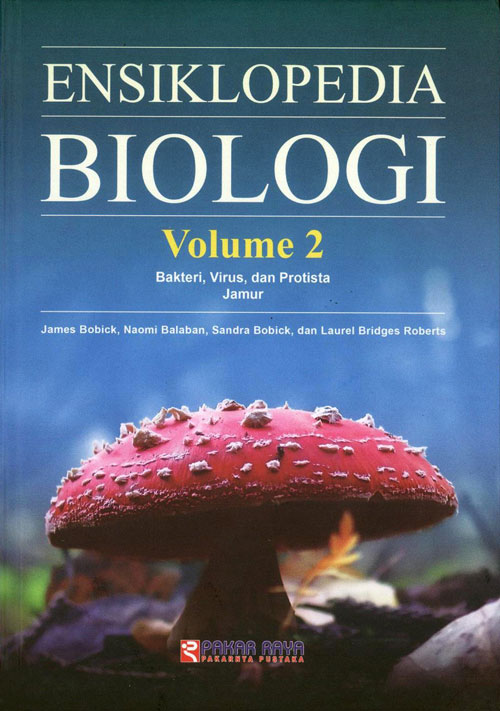 ENSIKLOPEDIA
BIOLOGI
Volume 2
Bakteri, Virus, dan Protista
Jamur
James Bobick, Naomi Balaban, Sandra Bobick, dan Laurel Bridges Roberts
PAKAR RAYA
PAKARNYA PUSTAKA